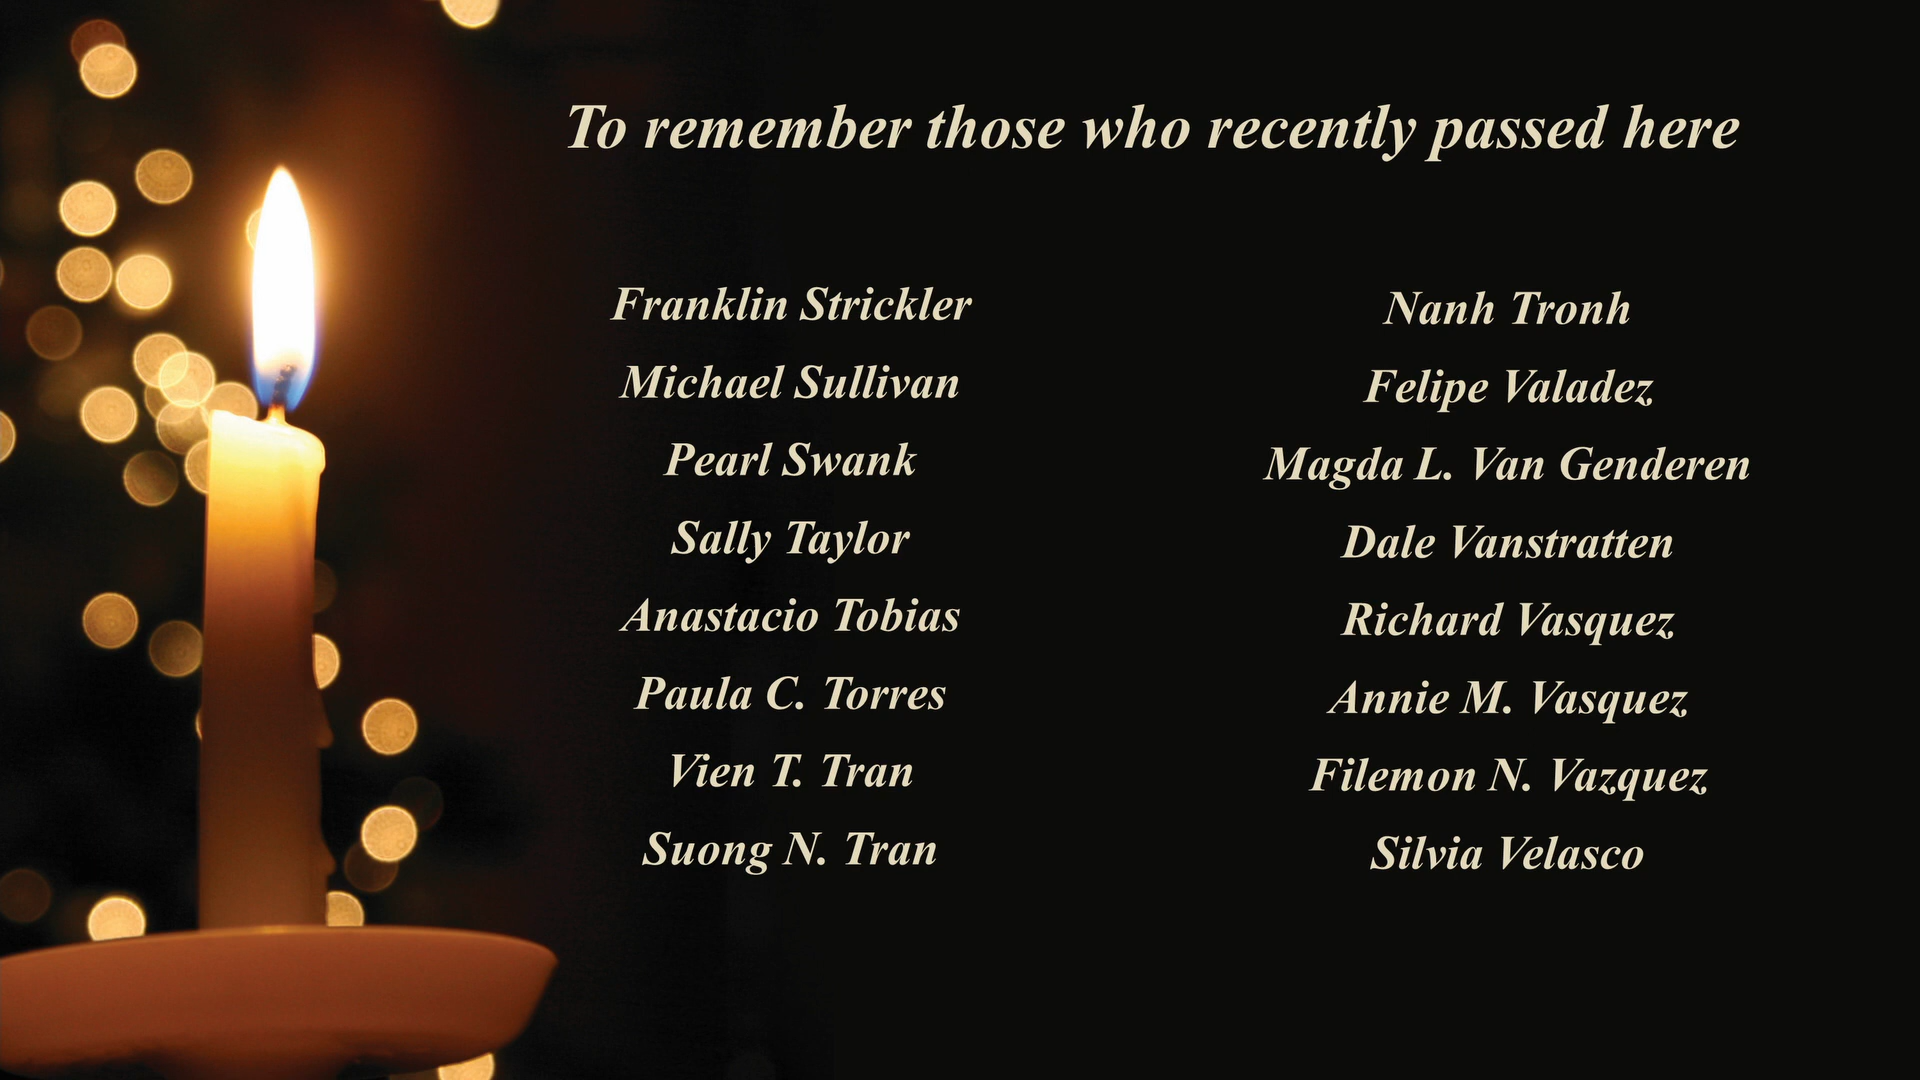 To remember those who recently passed here
Franklin Strickler
Michael Sullivan
Pearl Swank
Sally Taylor
Anastacio Tobias
Paula C. Torres
Vien T. Tran
Suong N. Tran
Nanh Tronh
Felipe Valadez
Magda L. Van Genderen
Dale Vanstratten
Richard Vasquez
Annie M. Vasquez
Filemon N. Vazquez
Silvia Velasco